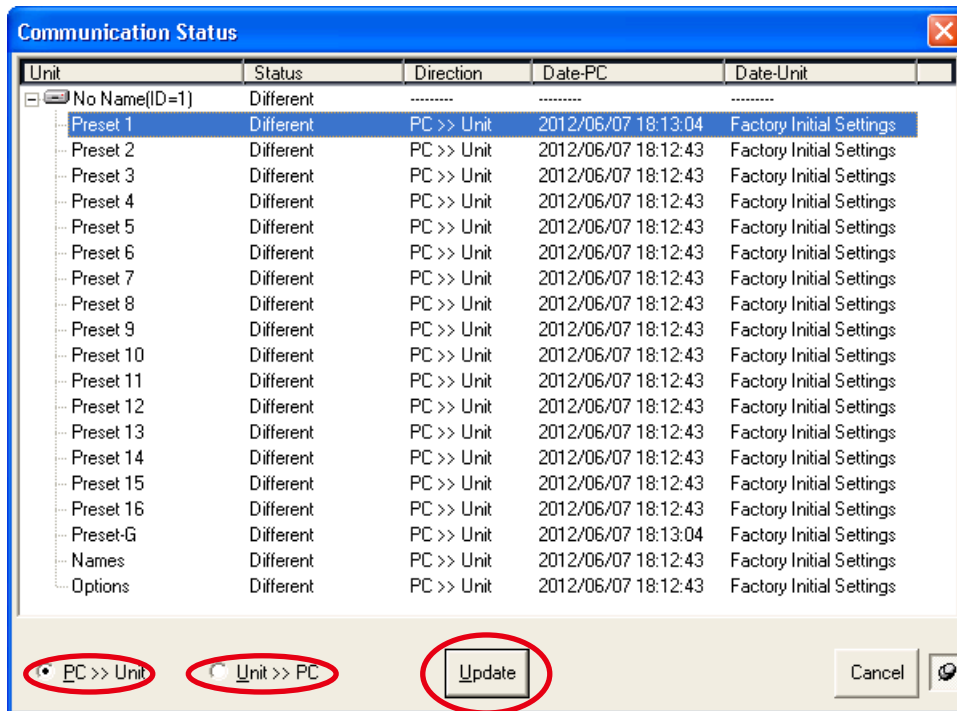 Communication Status
Unit Status Direction Date-PC Date-Unit
No Name(ID=1) Different --------- --------- ---------
Preset 1 Different PC >> Unit 2012/06/07 18:13:04 Factory Initial Settings
Preset 2 Different PC >> Unit 2012/06/07 18:12:43 Factory Initial Settings
Preset 3 Different PC >> Unit 2012/06/07 18:12:43 Factory Initial Settings
Preset 4 Different PC >> Unit 2012/06/07 18:12:43 Factory Initial Settings
Preset 5 Different PC >> Unit 2012/06/07 18:12:43 Factory Initial Settings
Preset 6 Different PC >> Unit 2012/06/07 18:12:43 Factory Initial Settings
Preset 7 Different PC >> Unit 2012/06/07 18:12:43 Factory Initial Settings
Preset 8 Different PC >> Unit 2012/06/07 18:12:43 Factory Initial Settings
Preset 9 Different PC >> Unit 2012/06/07 18:12:43 Factory Initial Settings
Preset 10 Different PC >> Unit 2012/06/07 18:12:43 Factory Initial Settings
Preset 11 Different PC >> Unit 2012/06/07 18:12:43 Factory Initial Settings
Preset 12 Different PC >> Unit 2012/06/07 18:12:43 Factory Initial Settings
Preset 13 Different PC >> Unit 2012/06/07 18:12:43 Factory Initial Settings
Preset 14 Different PC >> Unit 2012/06/07 18:12:43 Factory Initial Settings
Preset 15 Different PC >> Unit 2012/06/07 18:12:43 Factory Initial Settings
Preset 16 Different PC >> Unit 2012/06/07 18:12:43 Factory Initial Settings
Preset-G Different PC >> Unit 2012/06/07 18:13:04 Factory Initial Settings
Names Different PC >> Unit 2012/06/07 18:12:43 Factory Initial Settings
Options Different PC >> Unit 2012/06/07 18:12:43 Factory Initial Settings
PC >> Unit Unit >> PC Update Cancel